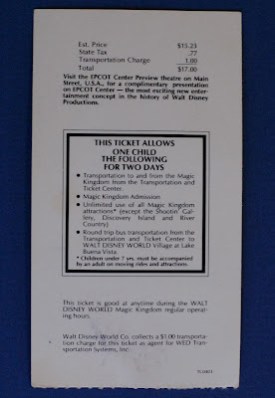 Est. Price $15.23
State Tax .77
Transportation Charge 1.00
Total $17.00
Visit the EPCOT Center Preview theatre on Main
Street, U.S.A., for a complimentary presentation
on EPCOT Center — the most exciting new enter-
tainment concept in the history of Walt Disney
Productions.
THIS TICKET ALLOWS
ONE CHILD
THE FOLLOWING
FOR TWO DAYS
• Transportation to and from the Magic
Kingdom from the Transportation and
Ticket Center.
• Magic Kingdom Admission
• Unlimited use of all Magic Kingdom
attractions* (except the Shootin' Gal-
lery, Discovery Island and River
Country)
• Round trip bus transportation from the
Transportation and Ticket Center to
WALT DISNEY WORLD Village at Lake
Buena Vista.
* Children under 7 yrs. must be accompanied
by an adult on moving rides and attractions.
This ticket is good at anytime during the WALT
DISNEY WORLD Magic Kingdom regular operat-
ing hours.
Walt Disney World Co. collects a $1.00 transporta-
tion charge for this ticket as agent for WED Tran-
sportation Systems, Inc.